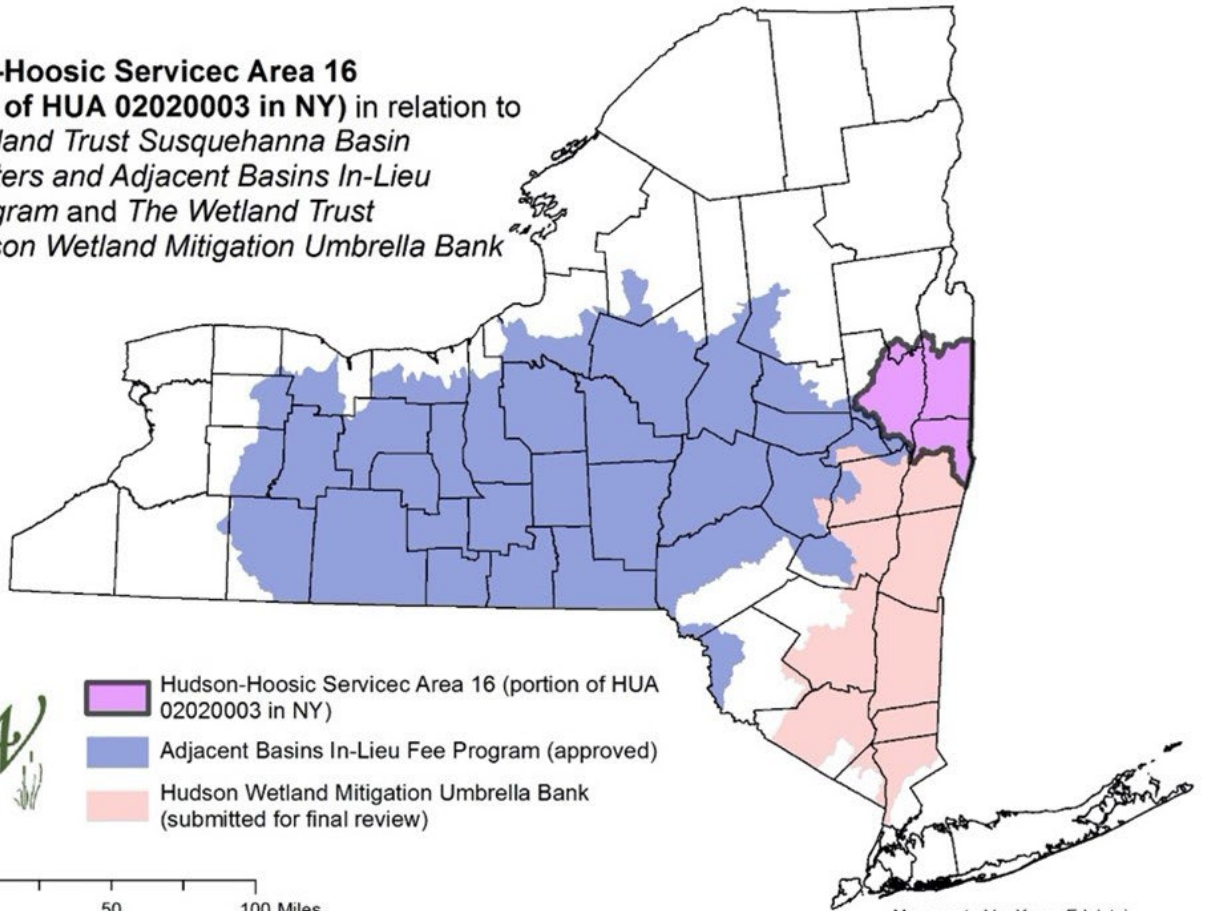 -Hoosic Servicec Area 16
of HUA 02020003 in NY) in relation to
land Trust Susquehanna Basin
ters and Adjacent Basins In-Lieu
gram and The Wetland Trust
son Wetland Mitigation Umbrella Bank
Hudson-Hoosic Servicec Area 16 (portion of HUA
02020003 in NY)
Adjacent Basins In-Lieu Fee Program (approved)
Hudson Wetland Mitigation Umbrella Bank
(submitted for final review)
50 100 Miles